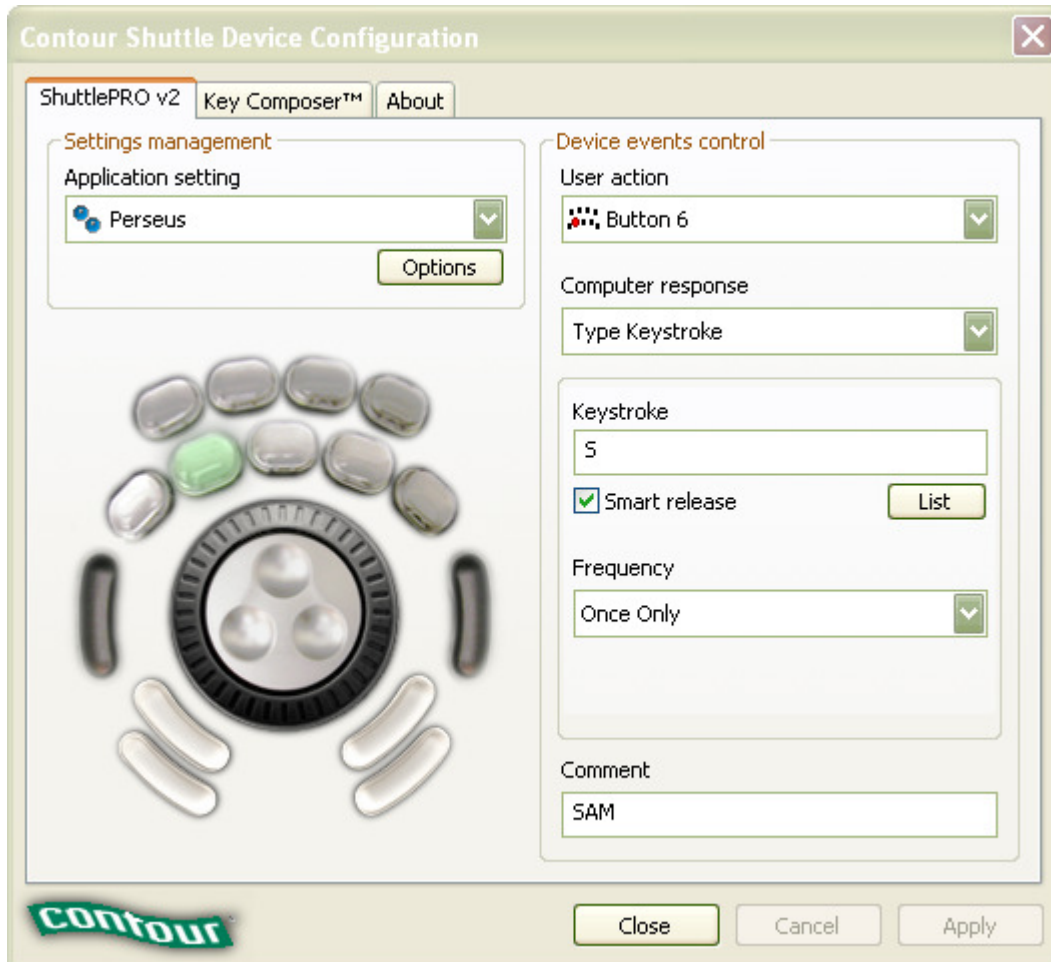 Contour Shuttle Device Configuration
ShuttlePRO v2
Key Composer™
About
Settings management
Application setting
Perseus
Options
Device events control
User action
Button 6
Computer response
Type Keystroke
Keystroke
S
Smart release
List
Frequency
Once Only
Comment
SAM
contour
Close
Cancel
Apply